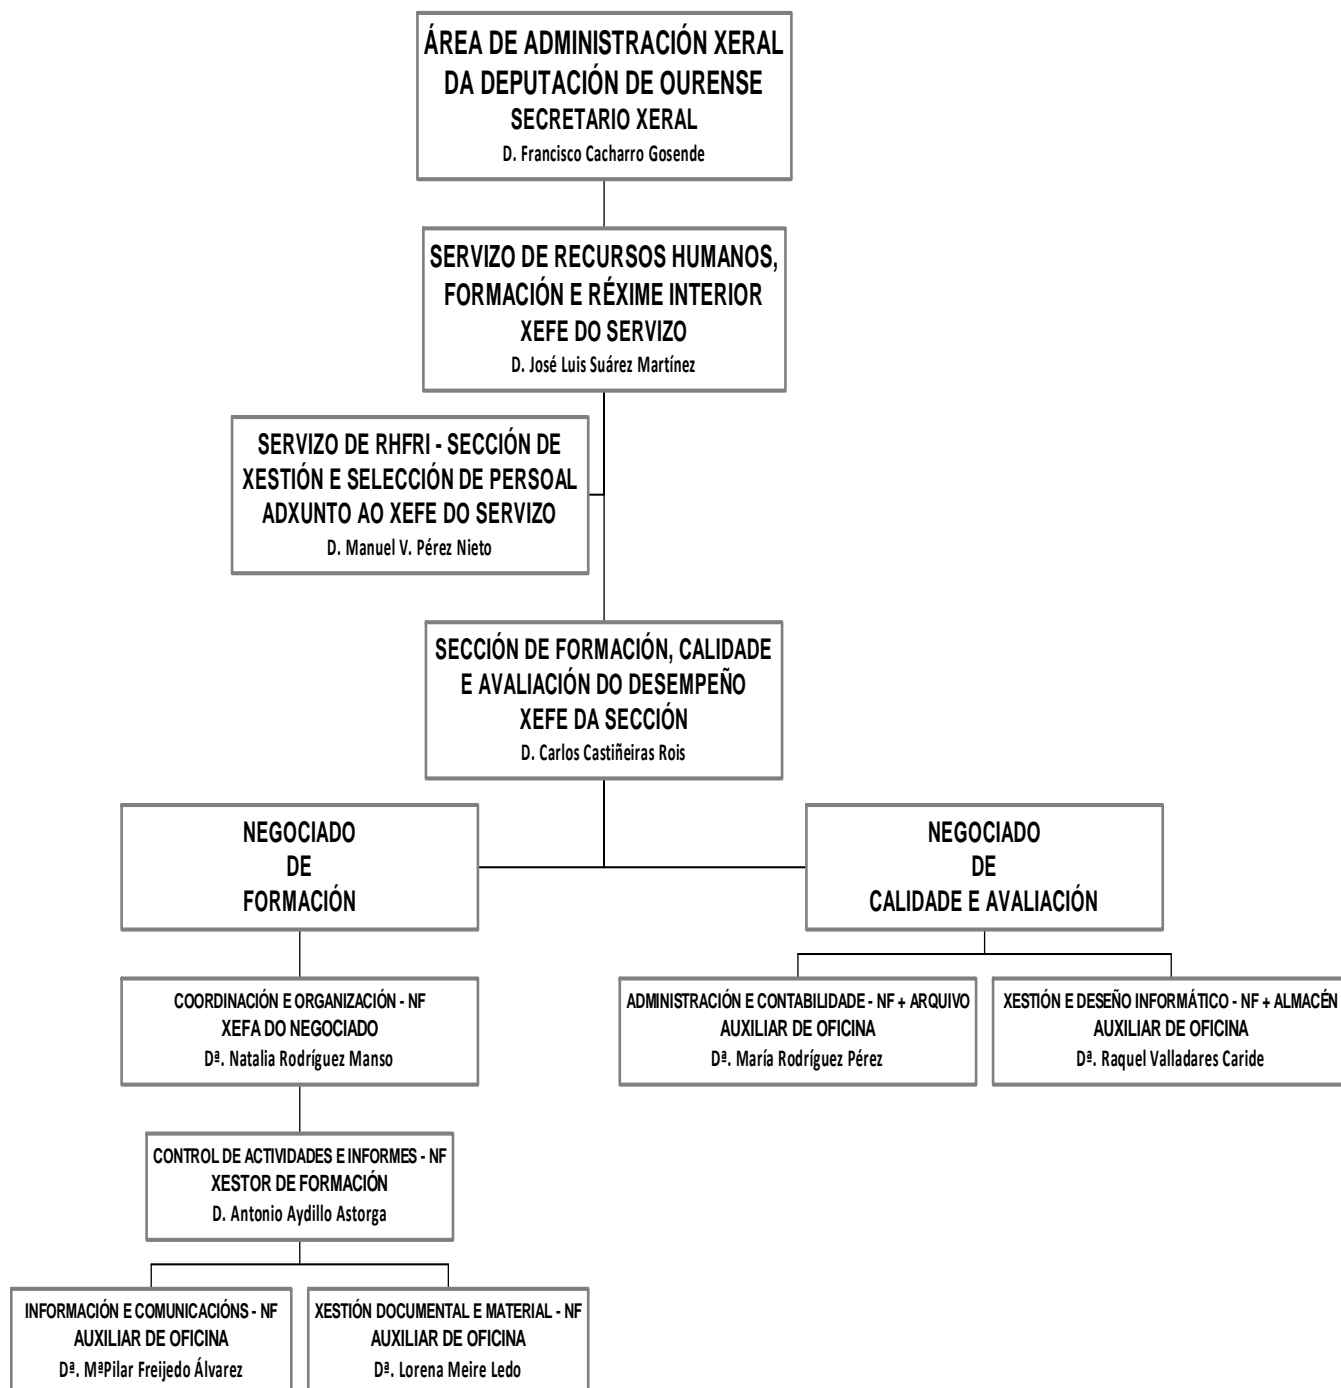 ÁREA DE ADMINISTRACIÓN XERAL
DA DEPUTACIÓN DE OURENSE
SECRETARIO XERAL
D. Francisco Cacharro Gosende
SERVIZO DE RECURSOS HUMANOS,
FORMACIÓN E RÉXIME INTERIOR
XEFE DO SERVIZO
D. José Luis Suárez Martínez
SERVIZO DE RHFRI - SECCIÓN DE
XESTIÓN E SELECCIÓN DE PERSOAL
ADXUNTO AO XEFE DO SERVIZO
D. Manuel V. Pérez Nieto
SECCIÓN DE FORMACIÓN, CALIDADE
E AVALIACIÓN DO DESEMPEÑO
XEFE DA SECCIÓN
D. Carlos Castiñeiras Rois
NEGOCIADO
DE
FORMACIÓN
NEGOCIADO
DE
CALIDADE E AVALIACIÓN
COORDINACIÓN E ORGANIZACIÓN - NF
XEFA DO NEGOCIADO
Dª. Natalia Rodríguez Manso
ADMINISTRACIÓN E CONTABILIDADE - NF + ARQUIVO
AUXILIAR DE OFICINA
Dª. María Rodríguez Pérez
XESTIÓN E DESEÑO INFORMÁTICO - NF + ALMACÉN
AUXILIAR DE OFICINA
Dª. Raquel Valladares Caride
CONTROL DE ACTIVIDADES E INFORMES - NF
XESTOR DE FORMACIÓN
D. Antonio Aydillo Astorga
INFORMACIÓN E COMUNICACIÓNS - NF
AUXILIAR DE OFICINA
Dª. MªPilar Freijedo Álvarez
XESTIÓN DOCUMENTAL E MATERIAL - NF
AUXILIAR DE OFICINA
Dª. Lorena Meire Ledo